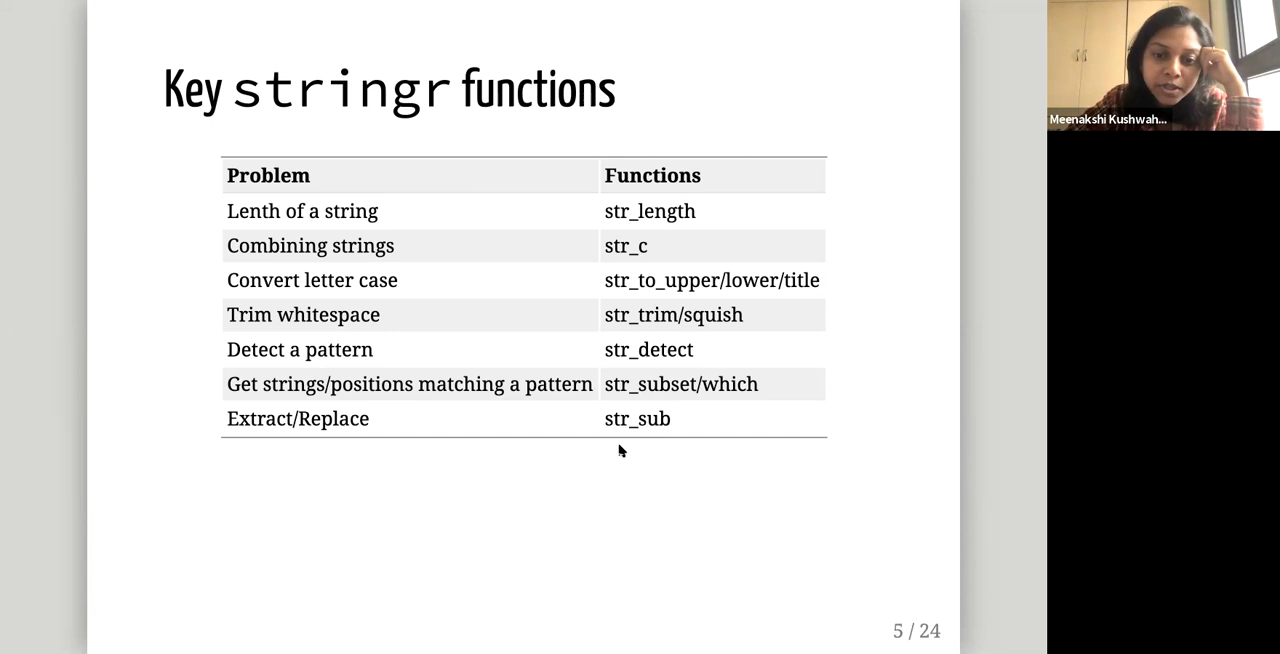 Key stringr functions
Problem Functions
Lenth of a string str_length
Combining strings str_c
Convert letter case str_to_upper/lower/title
Trim whitespace str_trim/squish
Detect a pattern str_detect
Get strings/positions matching a pattern str_subset/which
Extract/Replace str_sub
5 / 24
Meenakshi Kushwah...